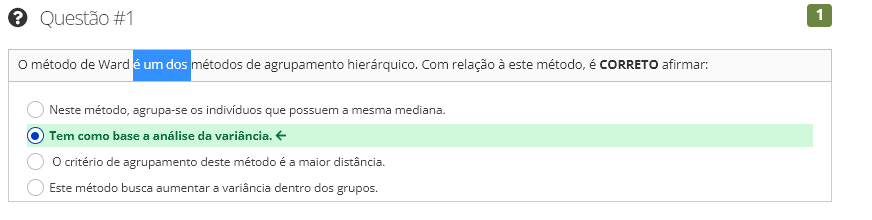 ? Questão #1
1
O método de Ward é um dos métodos de agrupamento hierárquico. Com relação à este método, é CORRETO afirmar:
Neste método, agrupa-se os indivíduos que possuem a mesma mediana.
Tem como base a análise da variância. ←
O critério de agrupamento deste método é a maior distância.
Este método busca aumentar a variância dentro dos grupos.